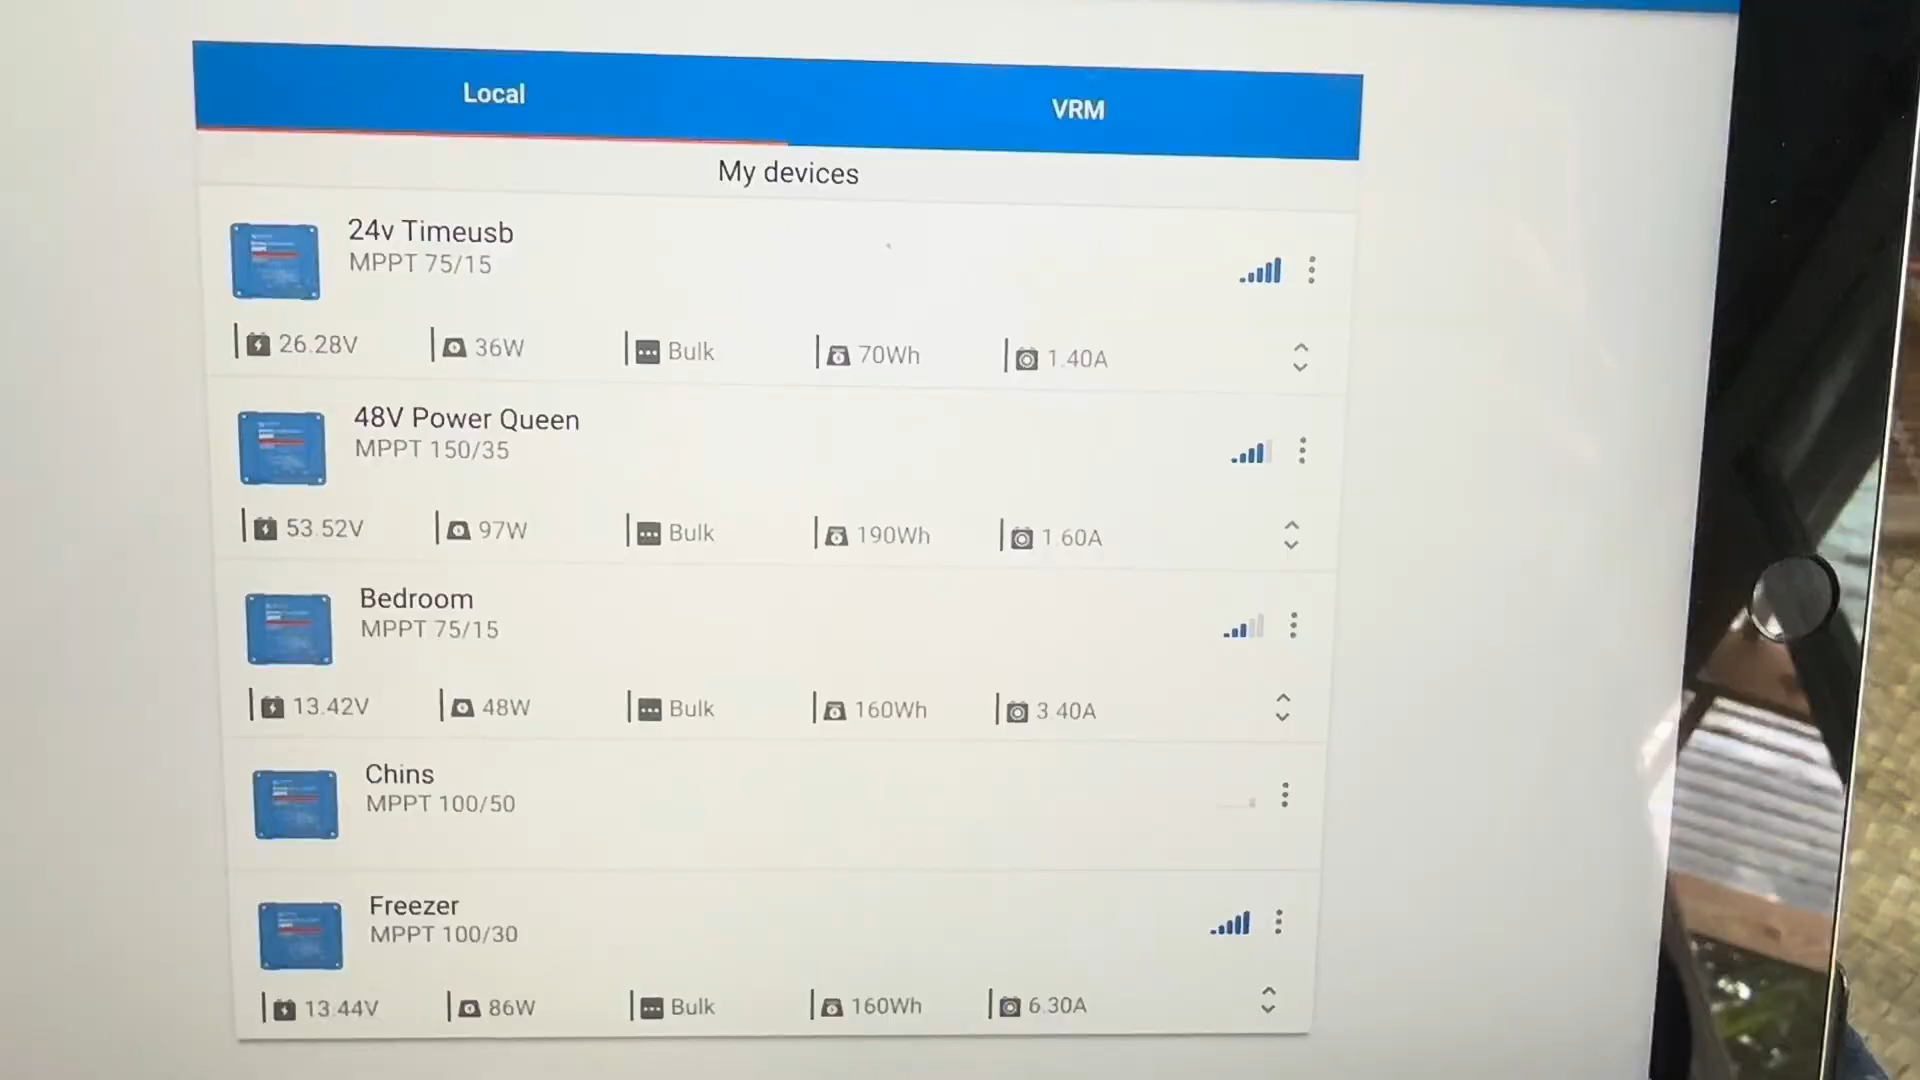 Local
VRM
My devices
24v Timeusb
MPPT 75/15
26.28V 36W Bulk 70Wh 1.40A
48V Power Queen
MPPT 150/35
53.52V 97W Bulk 190Wh 1.60A
Bedroom
MPPT 75/15
13.42V 48W Bulk 160Wh 3.40A
Chins
MPPT 100/50
Freezer
MPPT 100/30
13.44V 86W Bulk 160Wh 6.30A